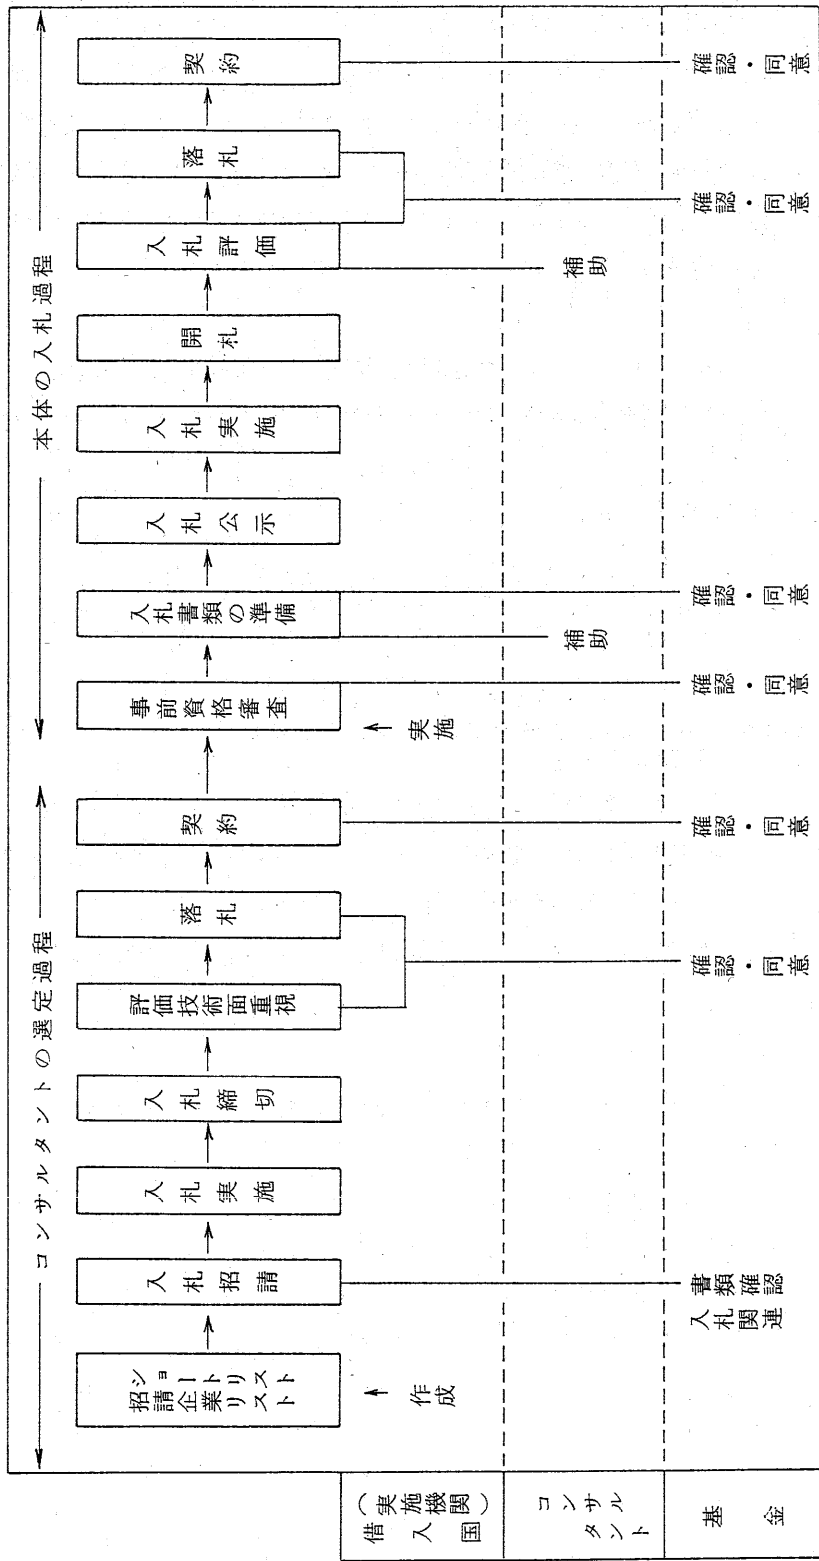 コンサルタントの選定過程
本体の入札過程
ショートリスト
招請企業リスト
入札招請
入札実施
入札締切
評価技術面重視
落札
契約
事前資格審査
入札書類の準備
入札公示
入札実施
開札
入札評価
落札
契約
借入国
（実施機関）
作成
実施
コンサルタント
補助
補助
基金
入札関連
書類確認
確認・同意
確認・同意
確認・同意
確認・同意
確認・同意
確認・同意